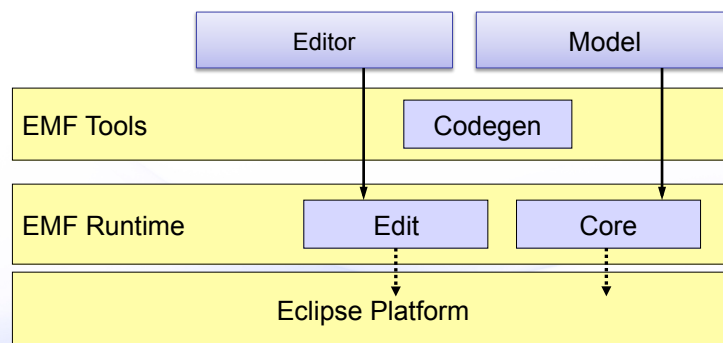 Editor
Model
EMF Tools
Codegen
EMF Runtime
Edit
Core
Eclipse Platform